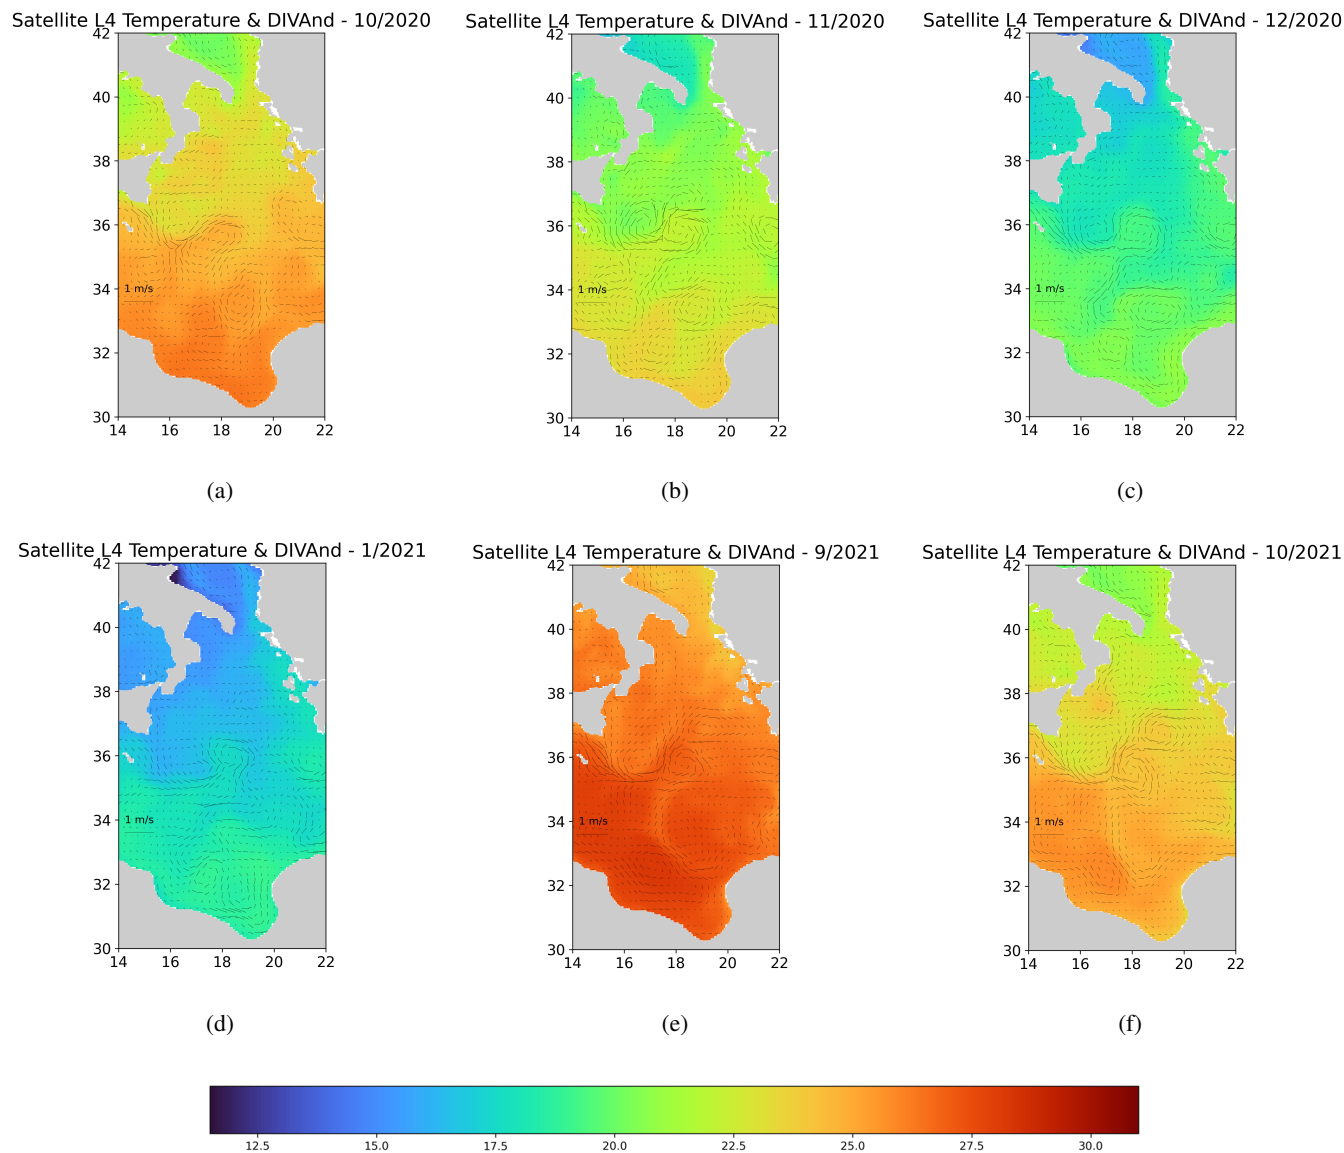 Satellite L4 Temperature & DIVAnd - 10/2020
42
40
38
36
34
32
30
14 16 18 20 22
1 m/s
(a)
Satellite L4 Temperature & DIVAnd - 11/2020
42
40
38
36
34
32
30
14 16 18 20 22
1 m/s
(b)
Satellite L4 Temperature & DIVAnd - 12/2020
42
40
38
36
34
32
30
14 16 18 20 22
1 m/s
(c)
Satellite L4 Temperature & DIVAnd - 1/2021
42
40
38
36
34
32
30
14 16 18 20 22
1 m/s
(d)
Satellite L4 Temperature & DIVAnd - 9/2021
42
40
38
36
34
32
30
14 16 18 20 22
1 m/s
(e)
Satellite L4 Temperature & DIVAnd - 10/2021
42
40
38
36
34
32
30
14 16 18 20 22
1 m/s
(f)
12.5 15.0 17.5 20.0 22.5 25.0 27.5 30.0